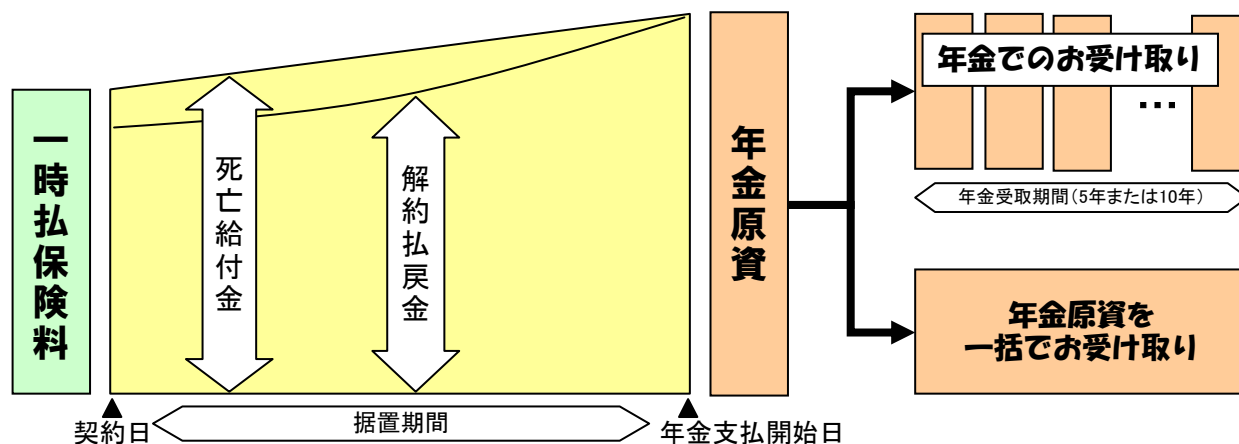 一時払保険料
死亡給付金
解約払戻金
契約日
据置期間
年金支払開始日
年金原資
年金でのお受け取り
...
年金受取期間(5年または10年)
年金原資を
一括でお受け取り